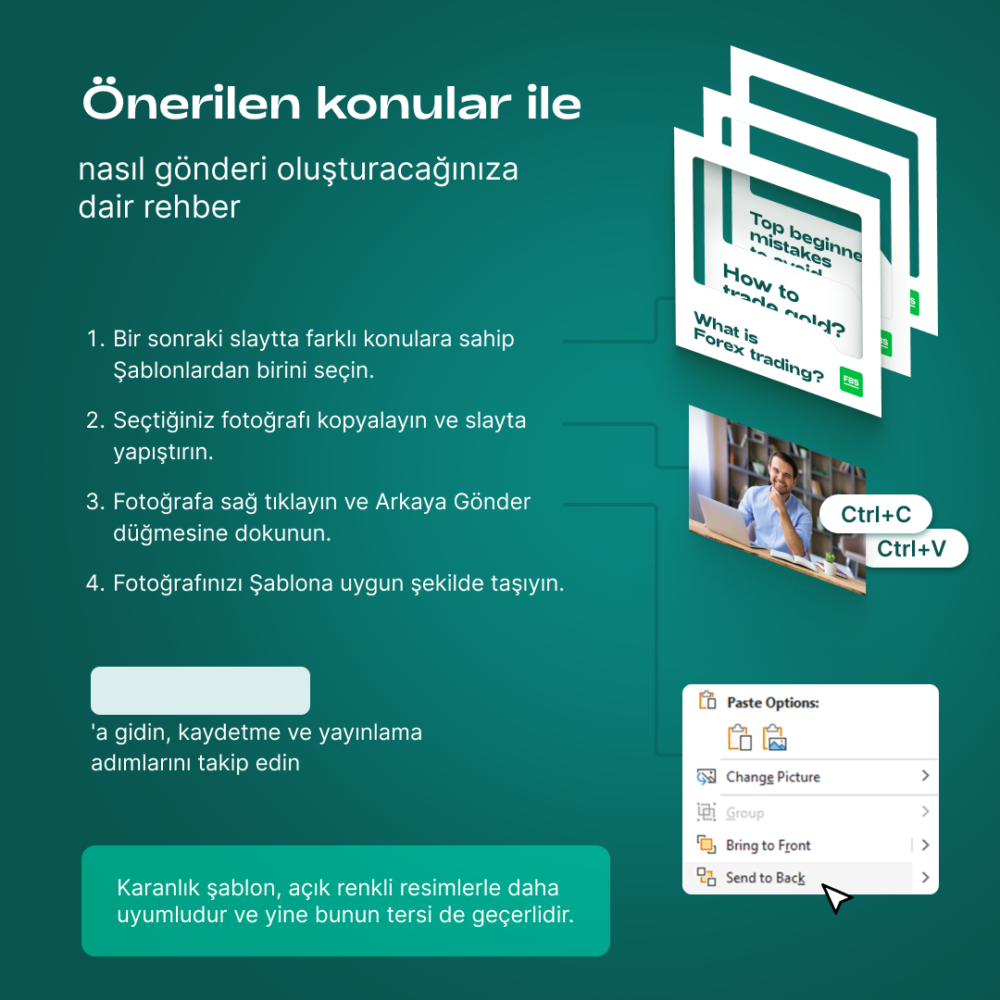 Önerilen konular ile
nasıl gönderi oluşturacağınıza
dair rehber
1. Bir sonraki slaytta farklı konulara sahip
Şablonlardan birini seçin.
2. Seçtiğiniz fotoğrafı kopyalayın ve slayta
yapıştırın.
3. Fotoğrafa sağ tıklayın ve Arkaya Gönder
düğmesine dokunun.
4. Fotoğrafınızı Şablona uygun şekilde taşıyın.
'a gidin, kaydetme ve yayınlama
adımlarını takip edin
Karanlık şablon, açık renkli resimlerle daha
uyumludur ve yine bunun tersi de geçerlidir.
Top beginne
mistakes
to avoid
How to
trade gold?
What is
Forex trading?
FBS
Ctrl+C
Ctrl+V
Paste Options:
Change Picture
Group
Bring to Front
Send to Back